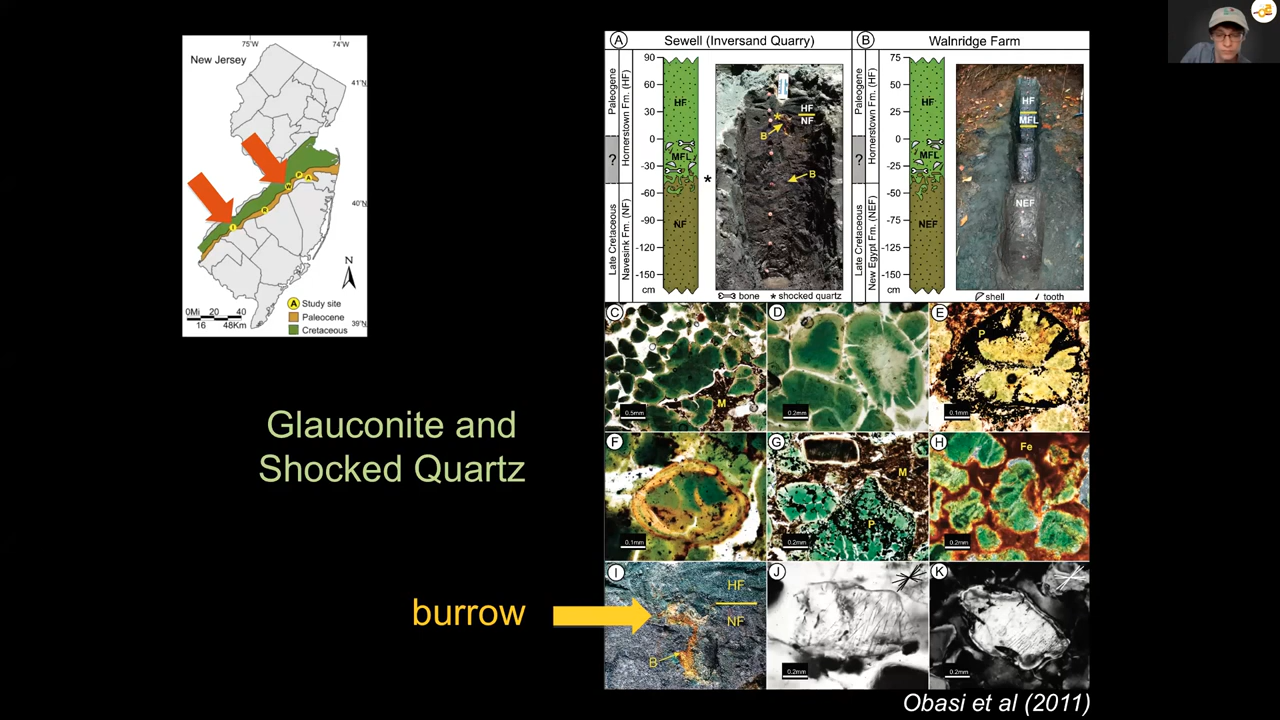 75°W
74°W
New Jersey
41°N
40°N
39°N
N
I
A
Study site
Paleocene
Cretaceous
0Mi 20 40
16 48Km
Glauconite and
Shocked Quartz
burrow
A Sewell (Inversand Quarry)
Paleogene
Hornerstown Fm. (HF)
?
Late Cretaceous
Navesink Fm. (NF)
90
60
30
0
-30
-60
-90
-120
-150
cm
HF
MFL
NF
*
HF
NF
B
B
bone * shocked quartz
B Walnridge Farm
Paleogene
Hornerstown Fm. (HF)
?
Late Cretaceous
New Egypt Fm. (NEF)
75
50
25
0
-25
-50
-75
-100
-125
-150
cm
HF
MFL
NEF
HF
MFL
NEF
shell tooth
C
M
0.5mm
D
0.2mm
E
P
M
0.1mm
F
0.1mm
G
M
P
0.2mm
H
Fe
0.2mm
I
HF
NF
B
J
0.2mm
K
0.2mm
Obasi et al (2011)